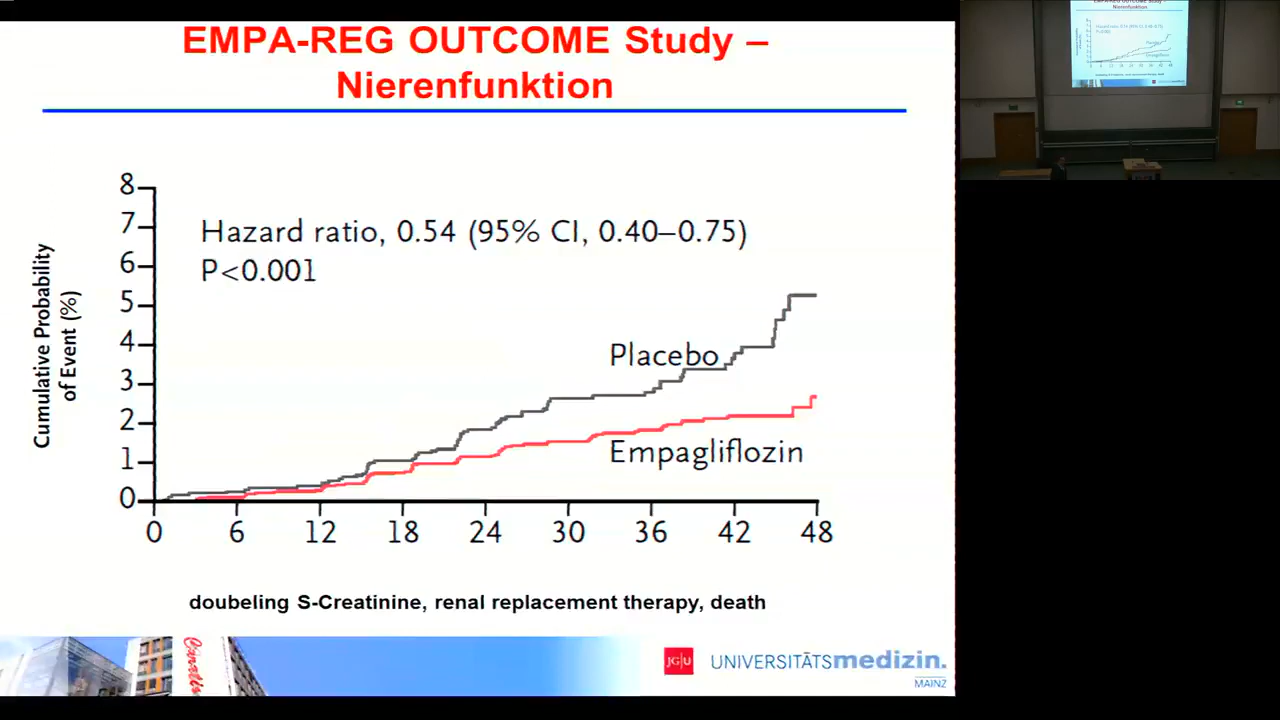 EMPA-REG OUTCOME Study –
Nierenfunktion
8
7
6
5
4
3
2
1
0
Cumulative Probability
of Event (%)
Hazard ratio, 0.54 (95% CI, 0.40–0.75)
P<0.001
Placebo
Empagliflozin
0 6 12 18 24 30 36 42 48
doubeling S-Creatinine, renal replacement therapy, death
JG|U UNIVERSITÄTSmedizin.
MAINZ